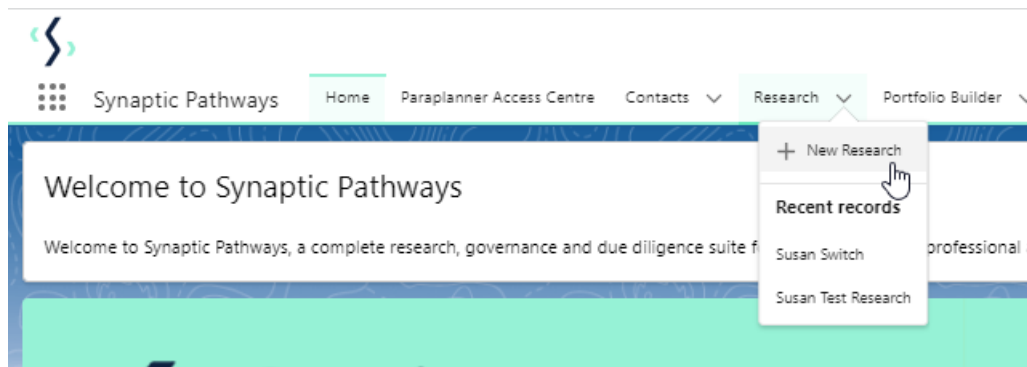 Synaptic Pathways Home Paraplanner Access Centre Contacts Research Portfolio Builder
+ New Research
Welcome to Synaptic Pathways
Recent records
Welcome to Synaptic Pathways, a complete research, governance and due diligence suite professional
Susan Switch
Susan Test Research